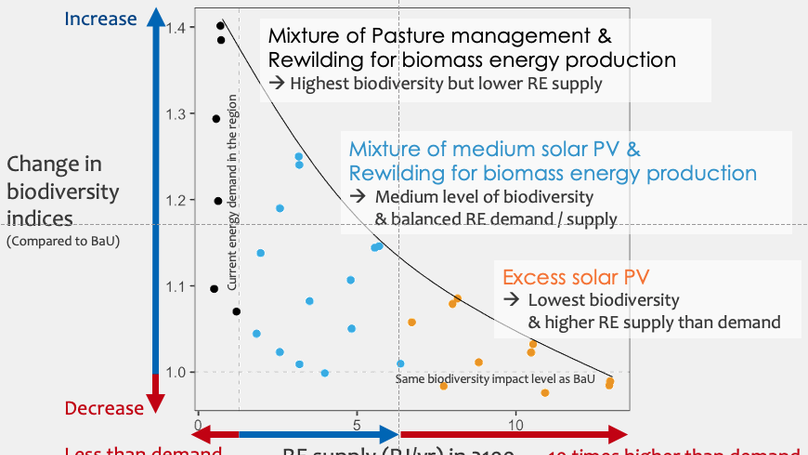 Increase
1.4
Mixture of Pasture management &
Rewilding for biomass energy production
→ Highest biodiversity but lower RE supply
1.3
Current energy demand in the region
Mixture of medium solar PV &
Rewilding for biomass energy production
→ Medium level of biodiversity
& balanced RE demand / supply
Change in
biodiversity
indices
(Compared to BaU)
1.2
1.1
Excess solar PV
→ Lowest biodiversity
& higher RE supply than demand
1.0
Same biodiversity impact level as BaU
Decrease
0
5
10
Less than demand
RE supply (PJ/yr) in 2100
10 times higher than demand